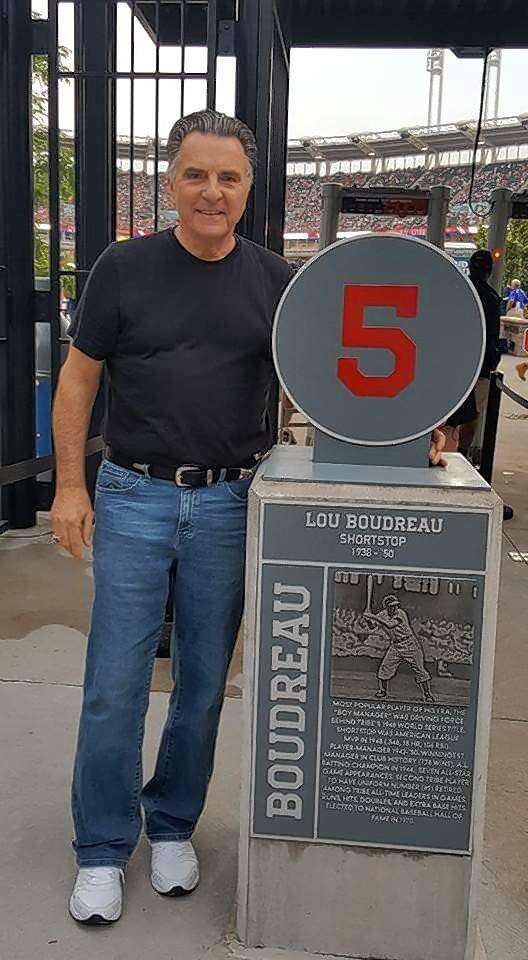 5
LOU BOUDREAU
SHORTSTOP
1938 - '50
BOUDREAU
MOST POPULAR PLAYER OF HIS ERA, THE
"BOY MANAGER" WAS DRIVING FORCE
BEHIND TRIBE'S 1948 WORLD SERIES TITLE.
SHORTSTOP WAS AMERICAN LEAGUE
MVP IN 1948 (.355, 18 HR, 106 RBI).
PLAYER-MANAGER 1942-'50, WINNINGEST
MANAGER IN CLUB HISTORY (728 WINS). A.L.
BATTING CHAMPION IN 1944. SEVEN ALL-STAR
GAME APPEARANCES. SECOND TRIBE PLAYER
TO HAVE UNIFORM NUMBER (#5) RETIRED.
AMONG TRIBE ALL-TIME LEADERS IN GAMES,
RUNS, HITS, DOUBLES, AND EXTRA BASE HITS.
ELECTED TO NATIONAL BASEBALL HALL OF
FAME IN 1970.